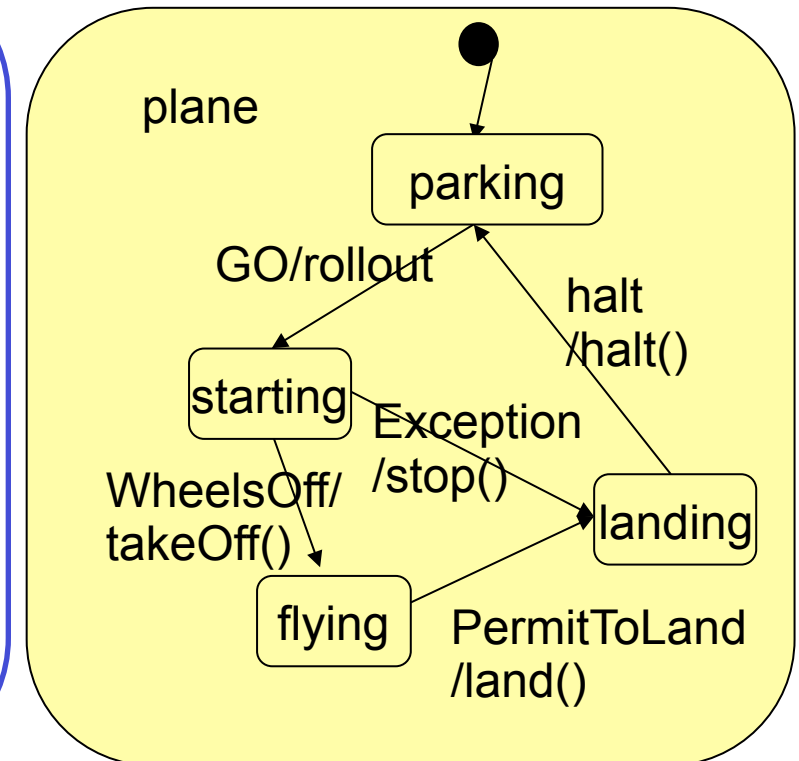 plane
parking
GO/rollout
halt
/halt()
starting
Exception
/stop()
WheelsOff/
takeOff()
landing
flying
PermitToLand
/land()